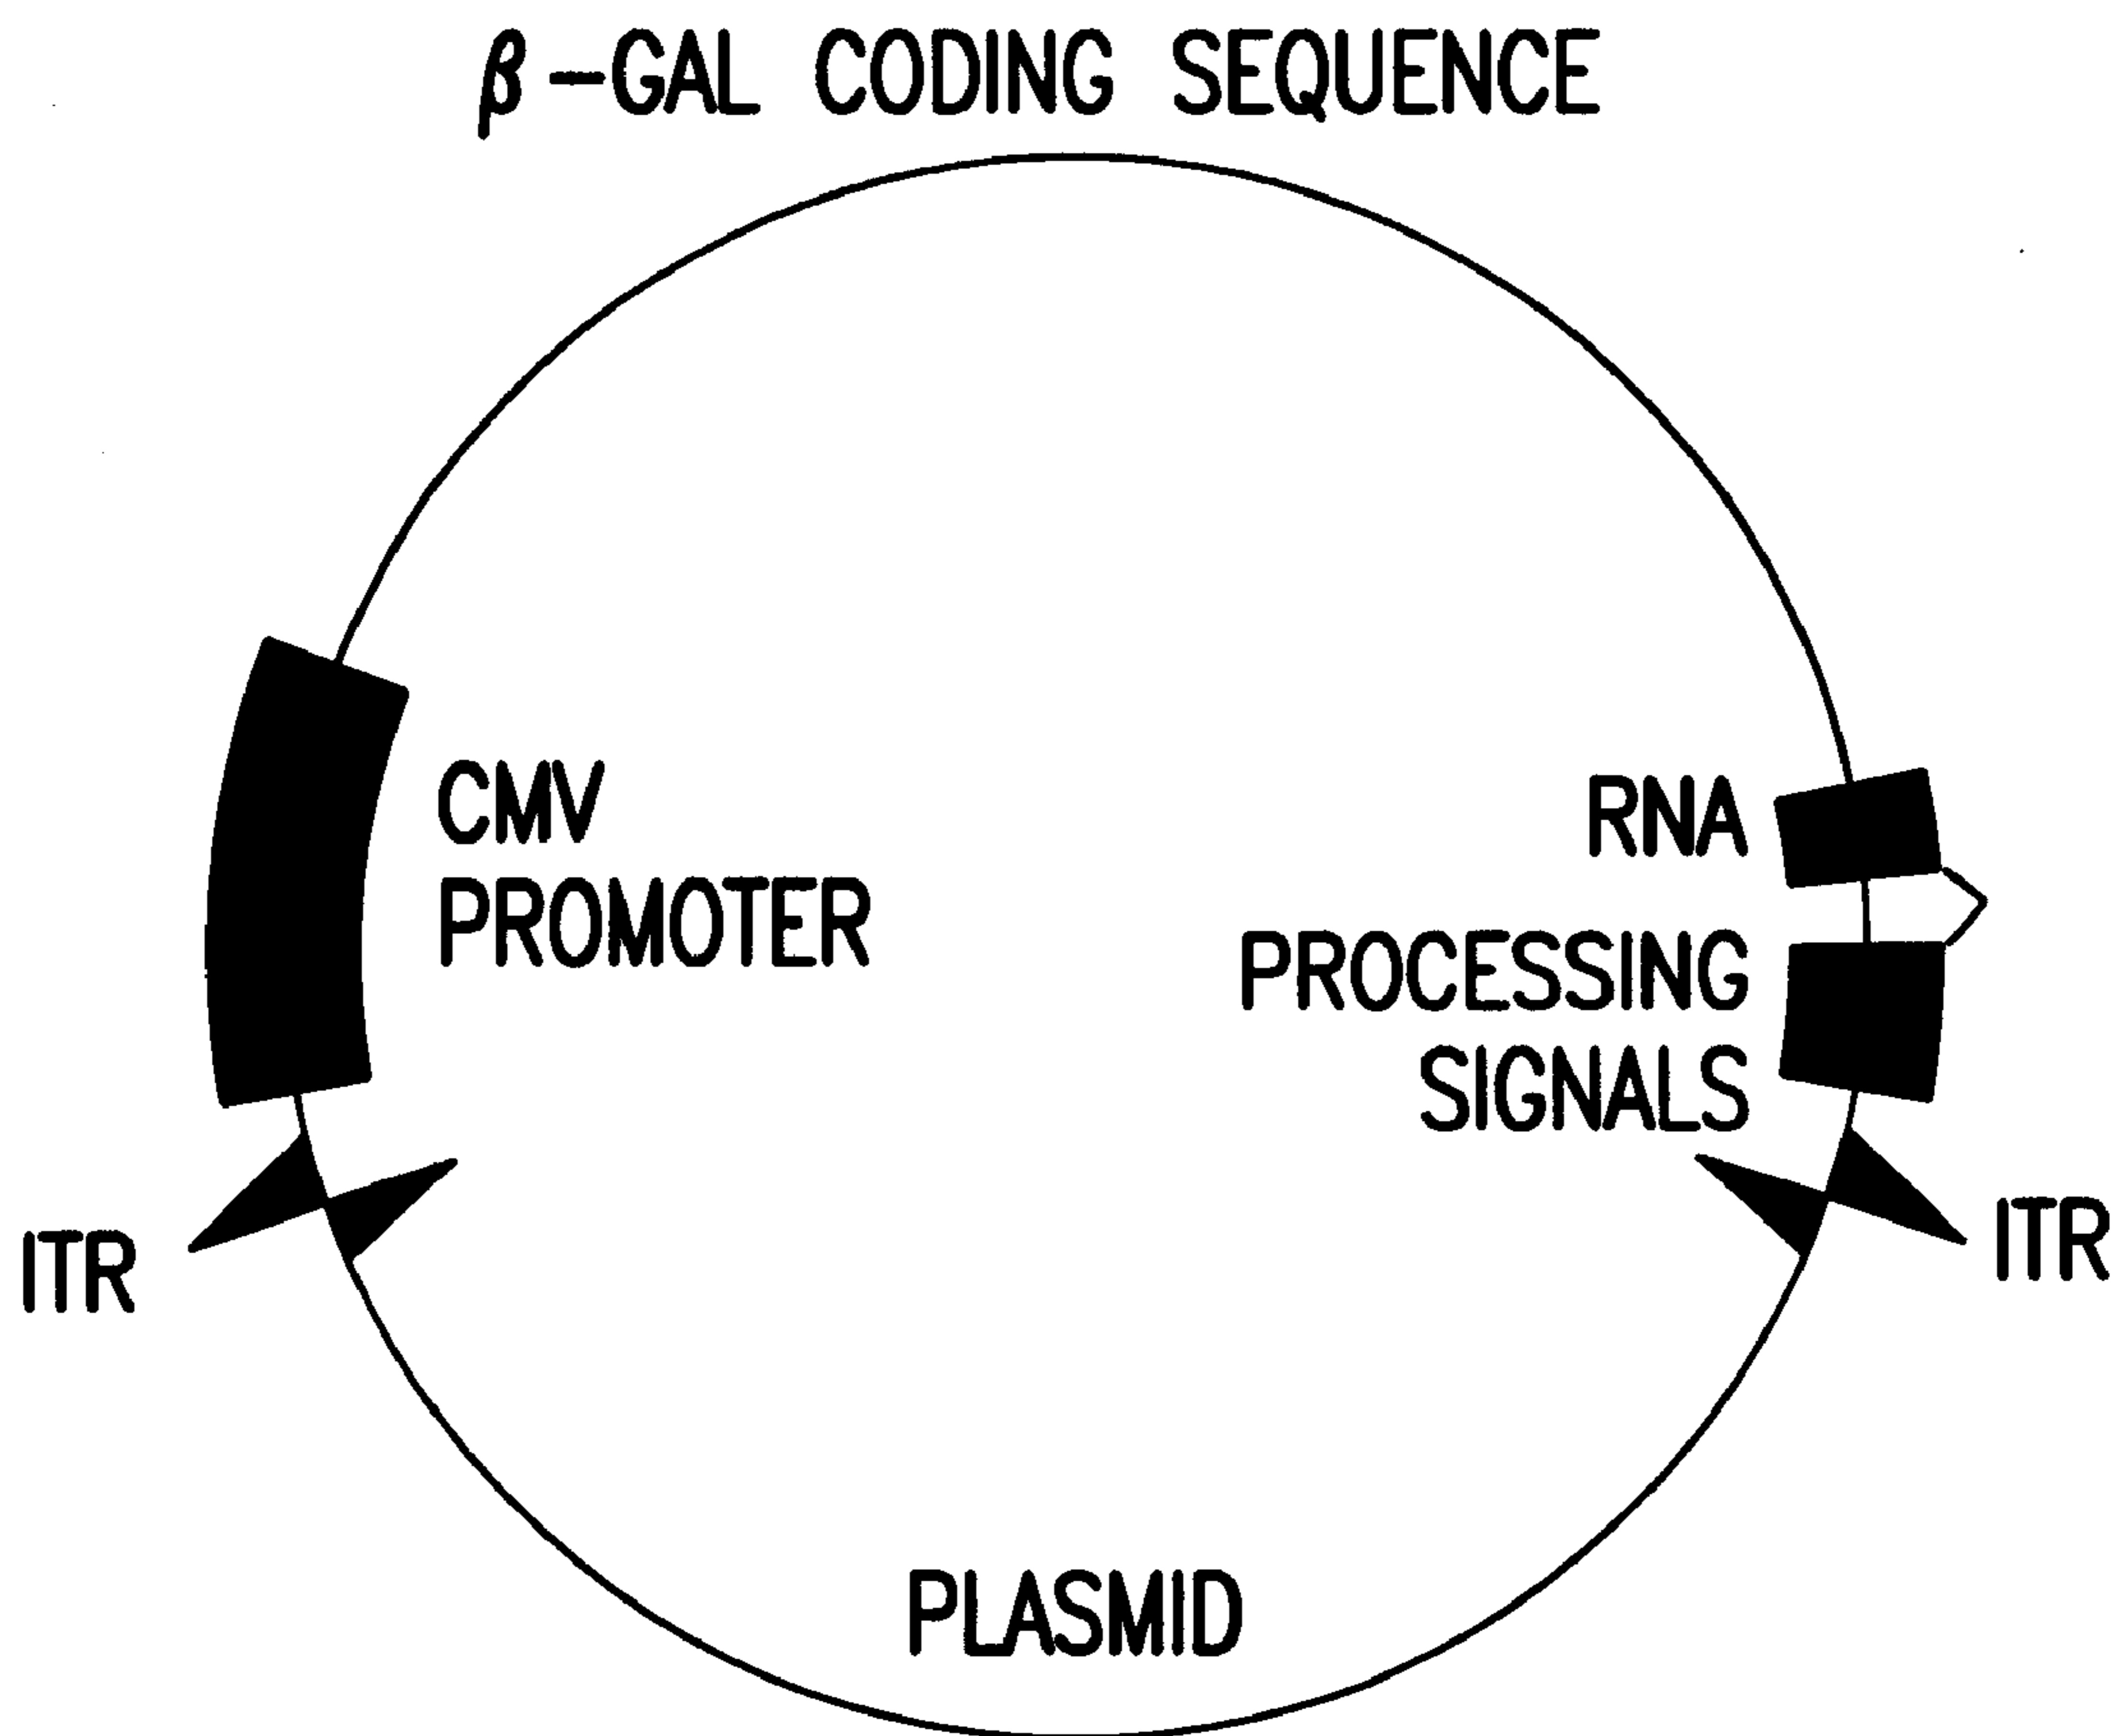 β-GAL CODING SEQUENCE
CMV
PROMOTER
RNA
PROCESSING
SIGNALS
ITR
ITR
PLASMID